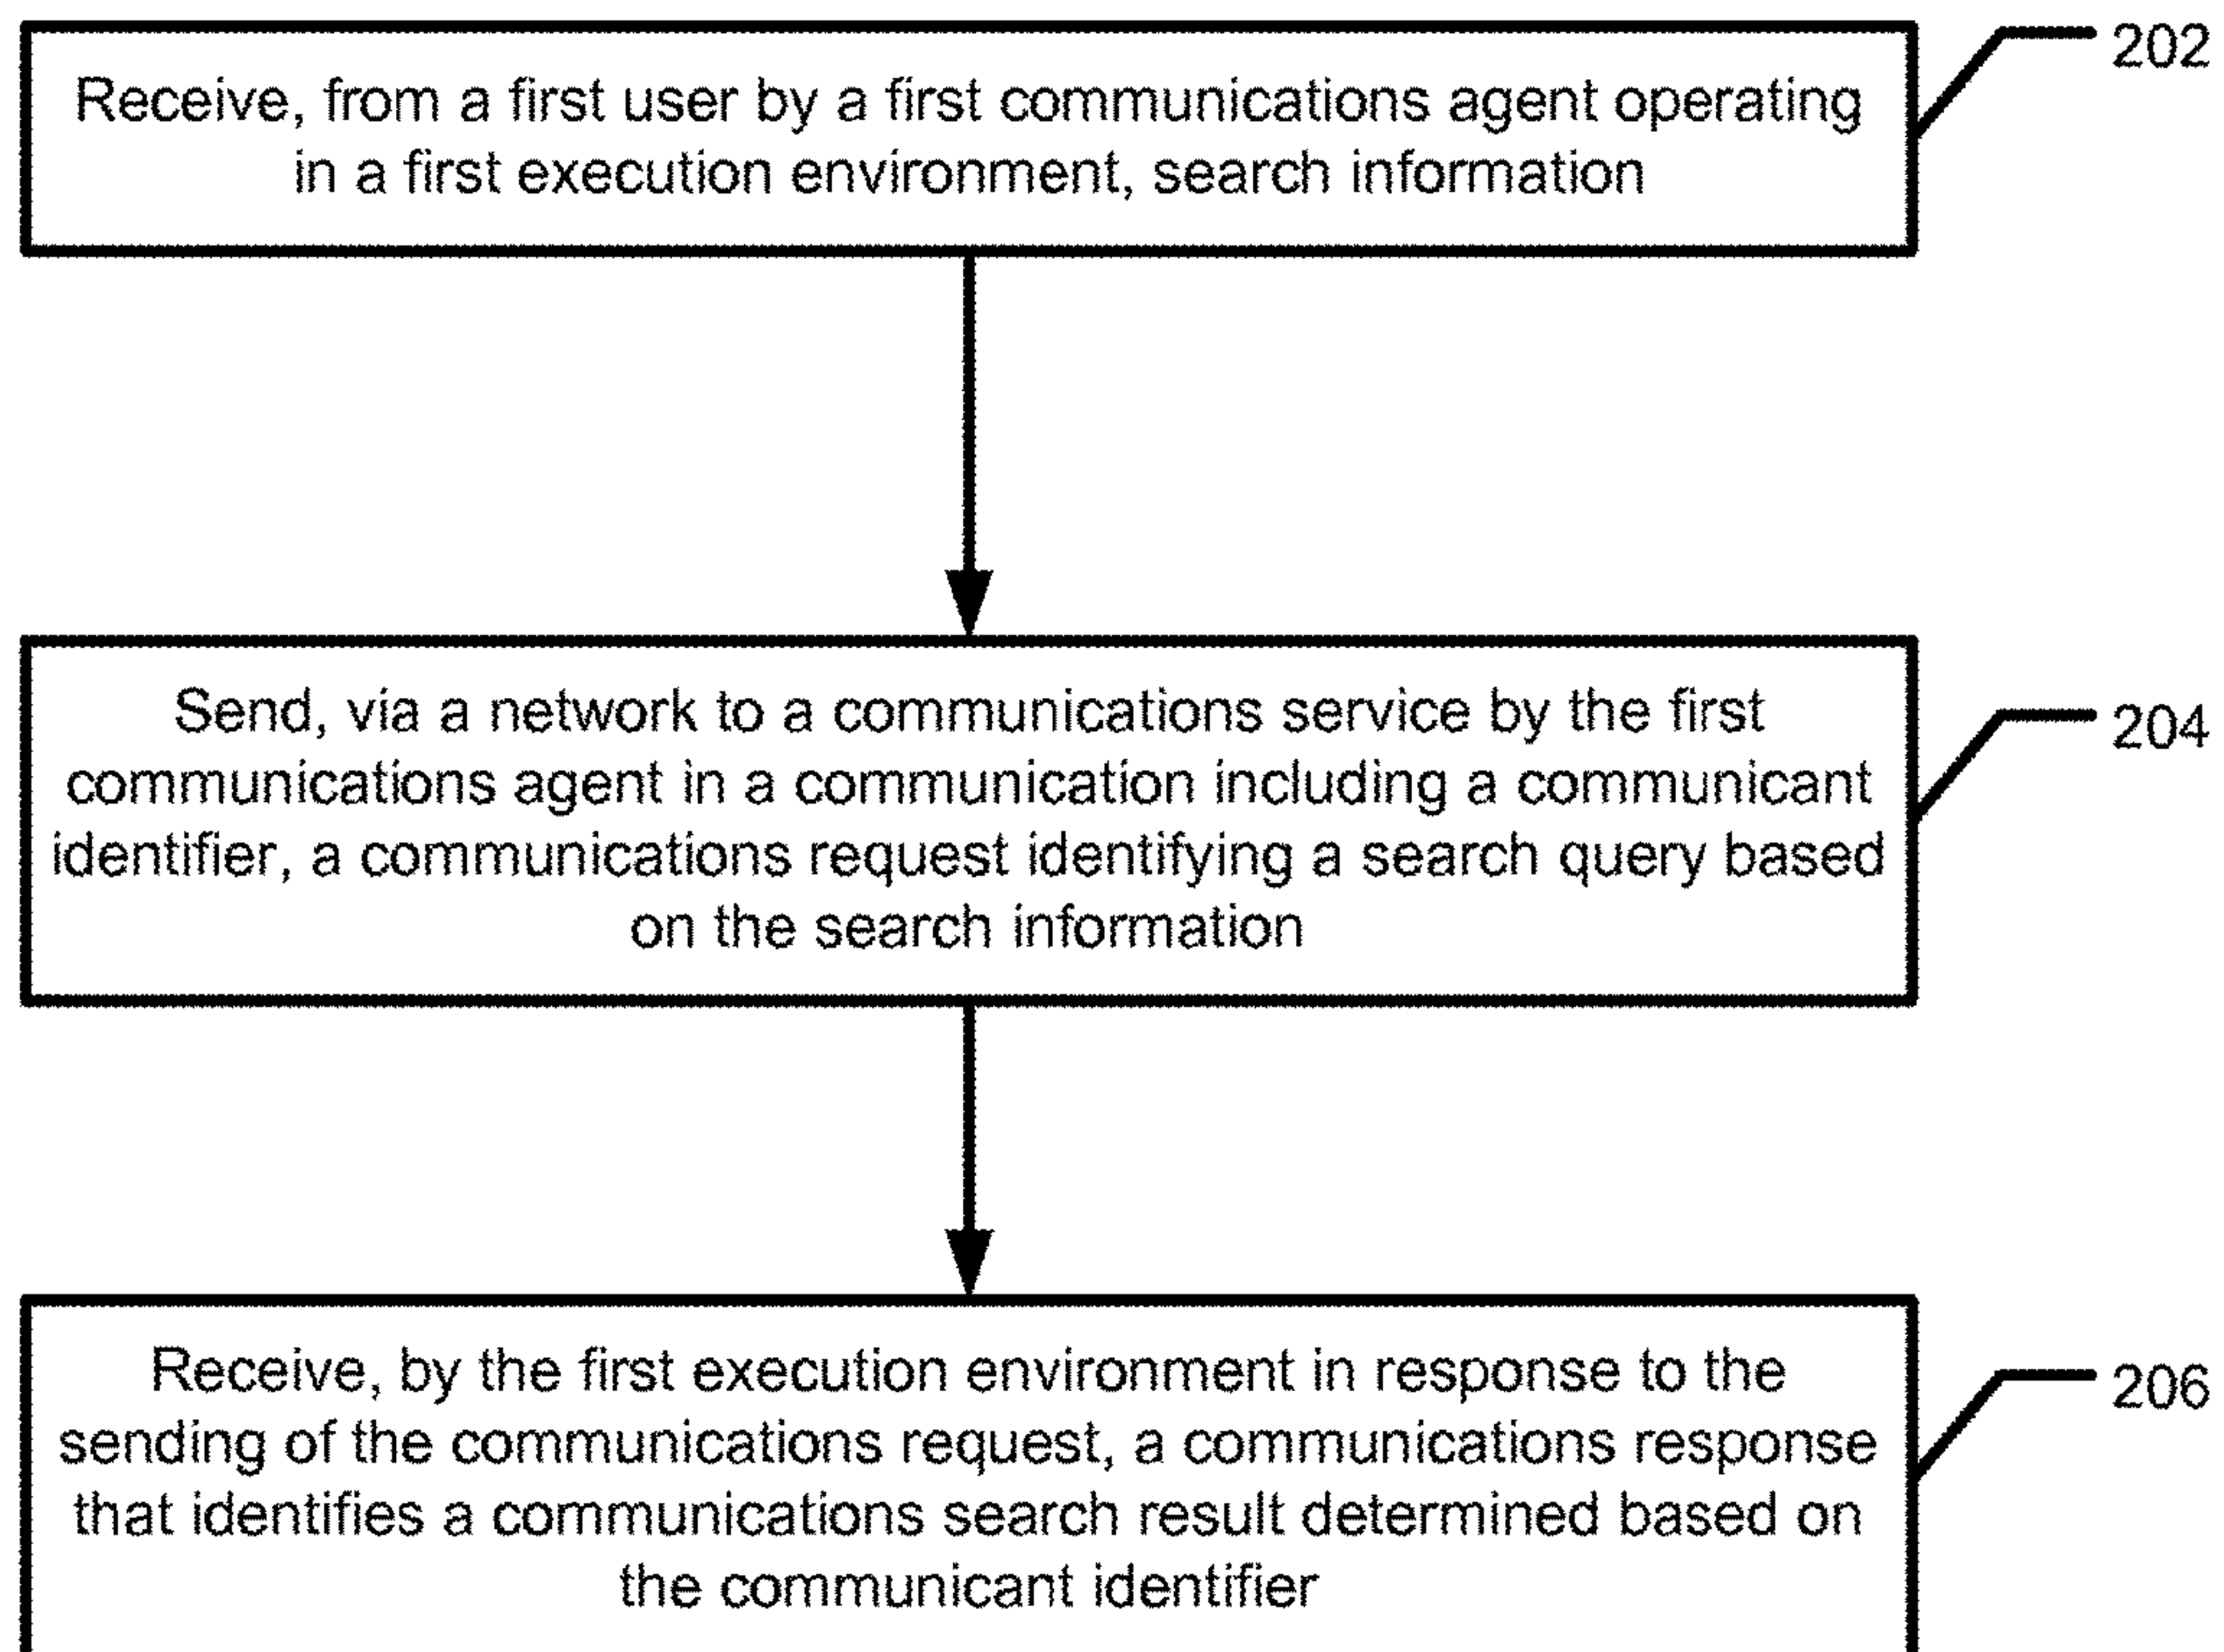 Receive, from a first user by a first communications agent operating
in a first execution environment, search information
202
Send, via a network to a communications service by the first
communications agent in a communication including a communicant
identifier, a communications request identifying a search query based
on the search information
204
Receive, by the first execution environment in response to the
sending of the communications request, a communications response
that identifies a communications search result determined based on
the communicant identifier
206